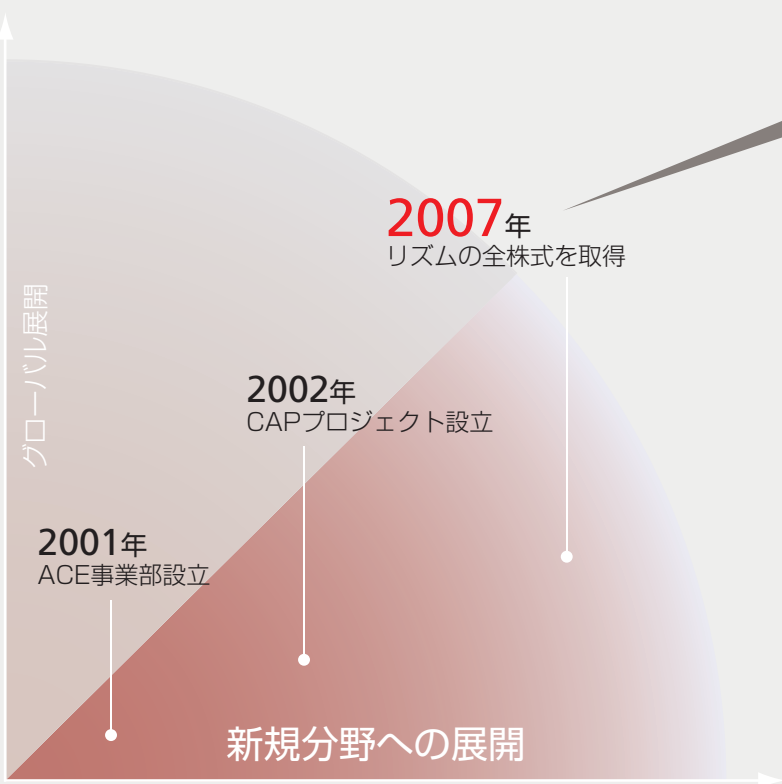 2007年
リズムの全株式を取得
グローバル展開
2002年
CAPプロジェクト設立
2001年
ACE事業部設立
新規分野への展開